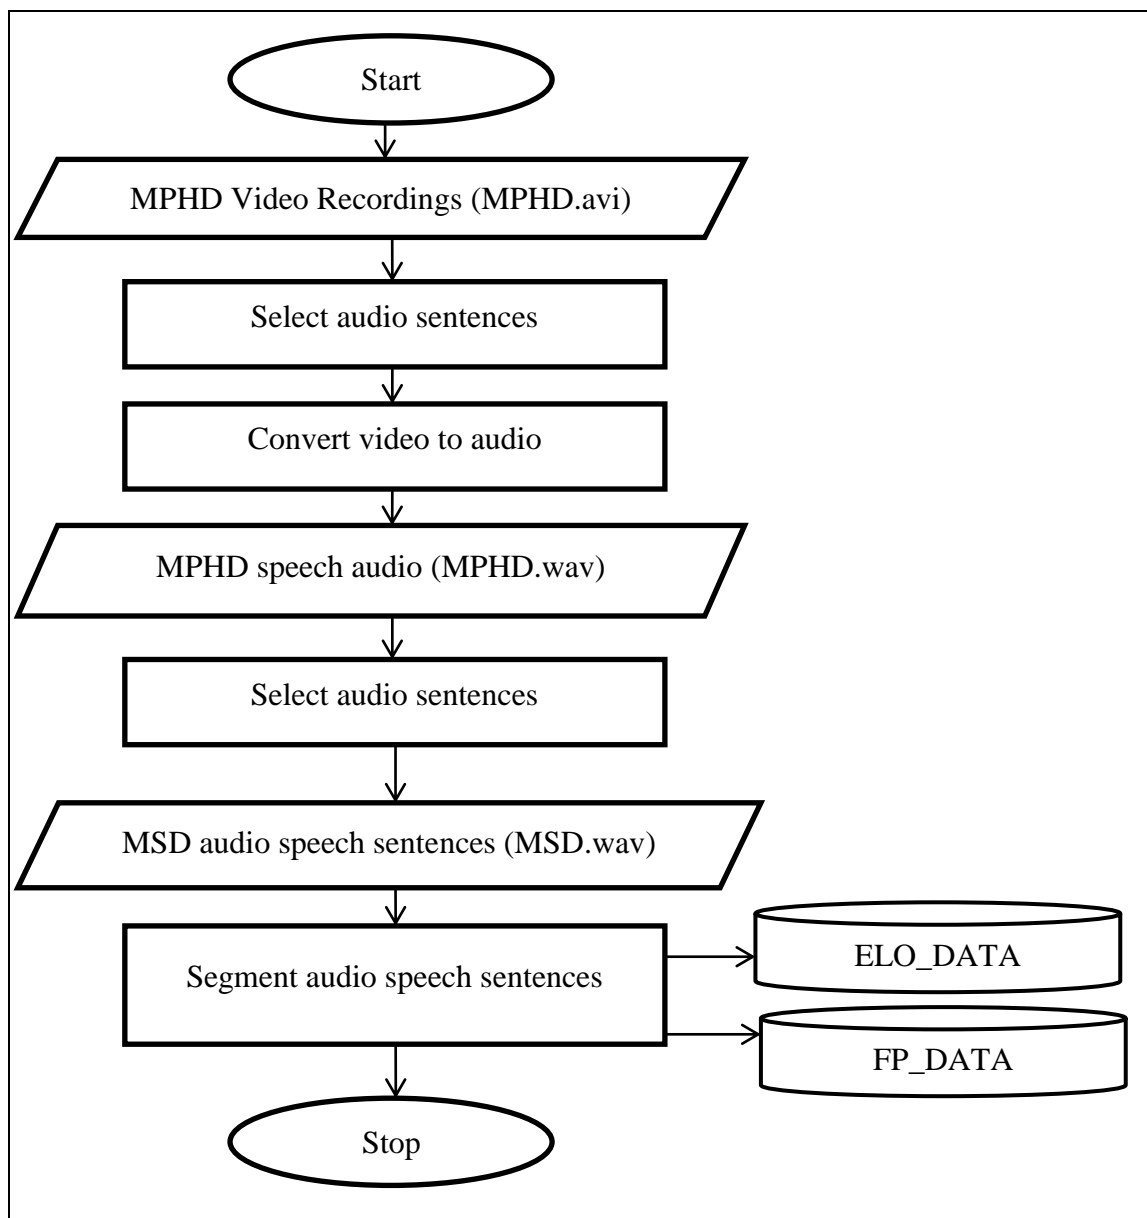 Start
MPHD Video Recordings (MPHD.avi)
Select audio sentences
Convert video to audio
MPHD speech audio (MPHD.wav)
Select audio sentences
MSD audio speech sentences (MSD.wav)
Segment audio speech sentences
ELO_DATA
FP_DATA
Stop